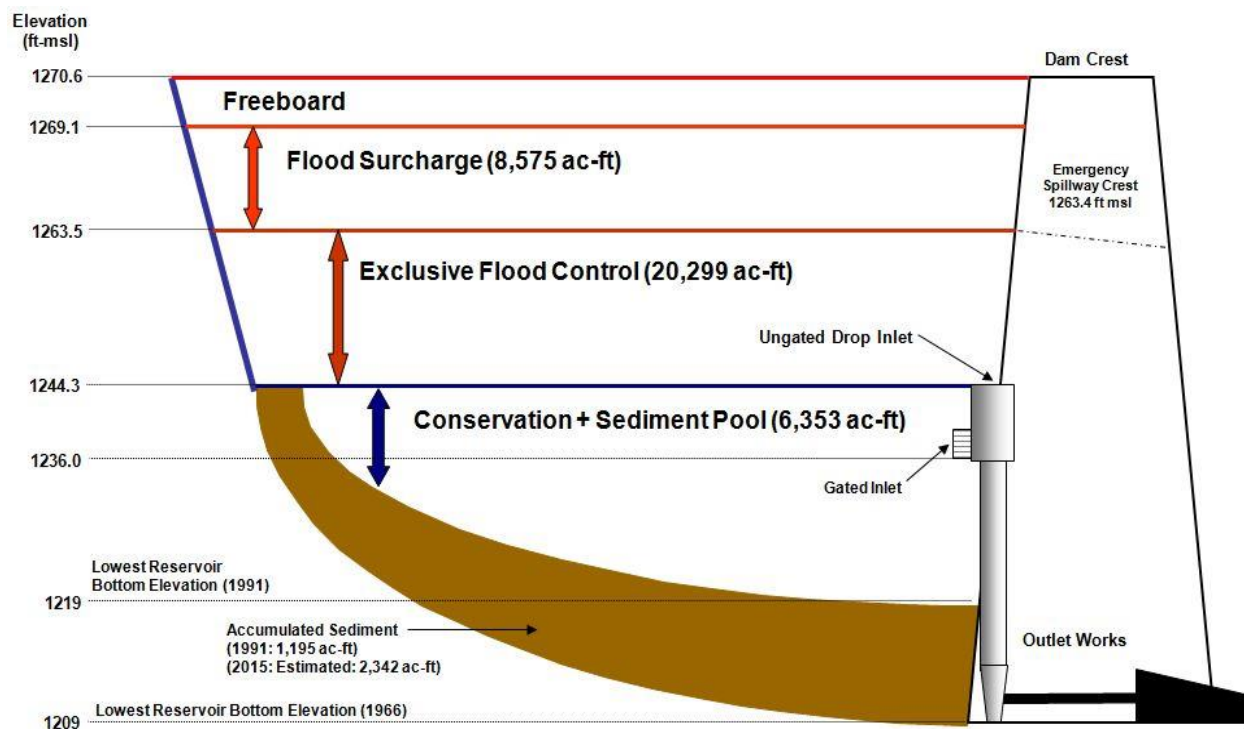 Elevation
(ft-msl)
1270.6
Dam Crest
Freeboard
1269.1
Flood Surcharge (8,575 ac-ft)
Emergency
Spillway Crest
1263.4 ft msl
1263.5
Exclusive Flood Control (20,299 ac-ft)
Ungated Drop Inlet
1244.3
Conservation + Sediment Pool (6,353 ac-ft)
1236.0
Gated Inlet
Lowest Reservoir
Bottom Elevation (1991)
1219
Accumulated Sediment
(1991: 1,195 ac-ft)
(2015: Estimated: 2,342 ac-ft)
Outlet Works
Lowest Reservoir Bottom Elevation (1966)
1209